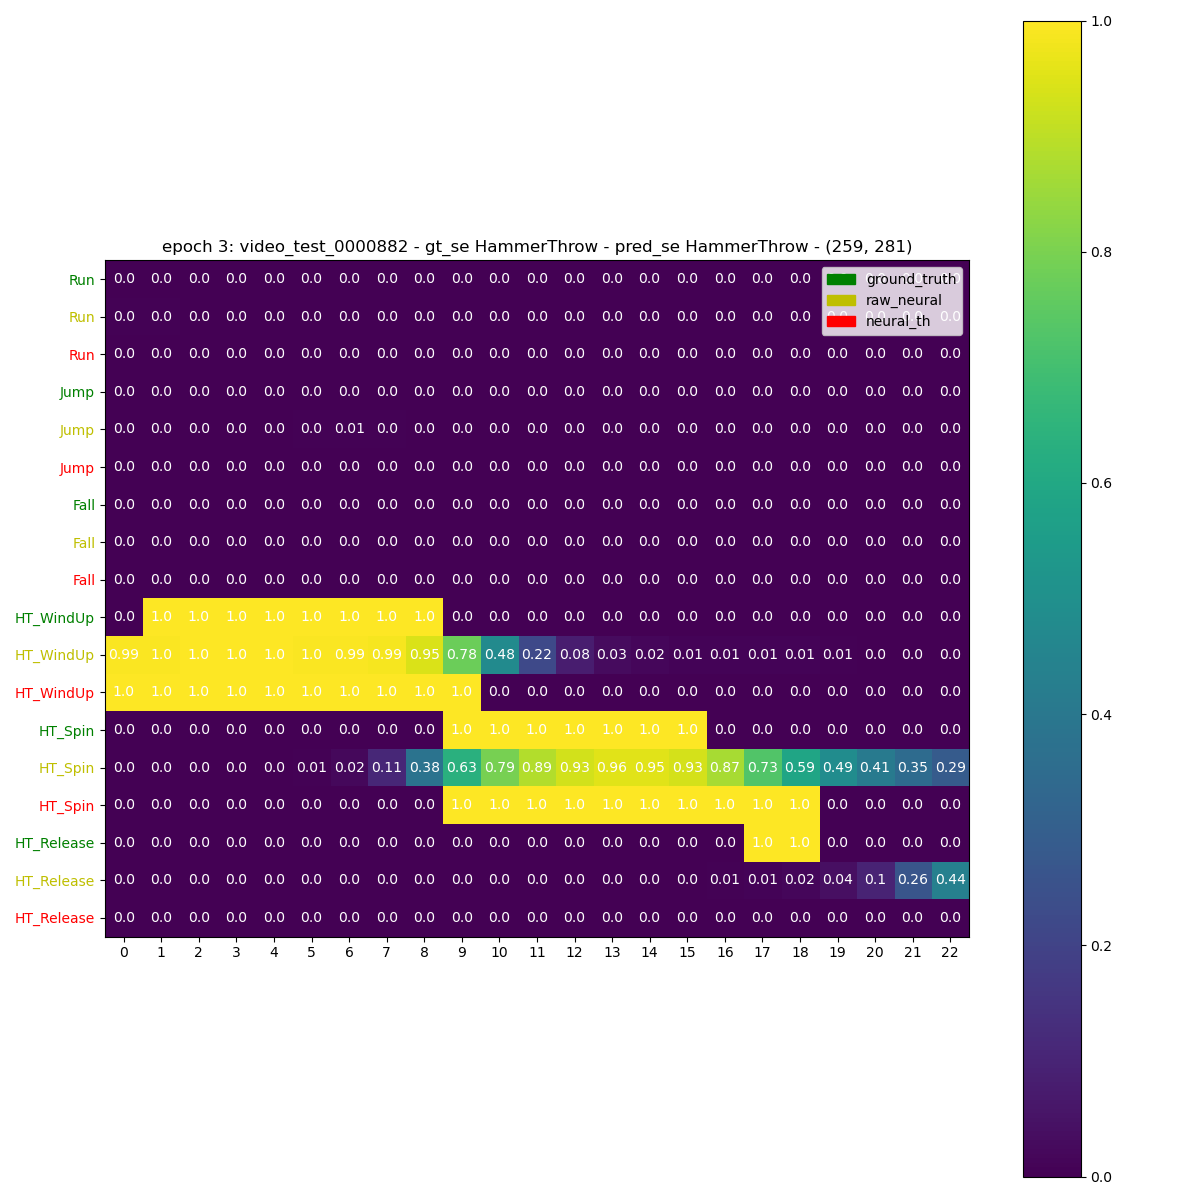 1.0
epoch 3: video_test_0000882 - gt_se HammerThrow - pred_se HammerThrow - (259, 281)
0.8
ground_truth
raw_neural
neural_th
Run 0.0 0.0 0.0 0.0 0.0 0.0 0.0 0.0 0.0 0.0 0.0 0.0 0.0 0.0 0.0 0.0 0.0 0.0 0.0
Run 0.0 0.0 0.0 0.0 0.0 0.0 0.0 0.0 0.0 0.0 0.0 0.0 0.0 0.0 0.0 0.0 0.0 0.0 0.0 0.0 0.0 0.0 0.0
Run 0.0 0.0 0.0 0.0 0.0 0.0 0.0 0.0 0.0 0.0 0.0 0.0 0.0 0.0 0.0 0.0 0.0 0.0 0.0 0.0 0.0 0.0 0.0
Jump 0.0 0.0 0.0 0.0 0.0 0.0 0.0 0.0 0.0 0.0 0.0 0.0 0.0 0.0 0.0 0.0 0.0 0.0 0.0 0.0 0.0 0.0 0.0
Jump 0.0 0.0 0.0 0.0 0.0 0.0 0.01 0.0 0.0 0.0 0.0 0.0 0.0 0.0 0.0 0.0 0.0 0.0 0.0 0.0 0.0 0.0 0.0
Jump 0.0 0.0 0.0 0.0 0.0 0.0 0.0 0.0 0.0 0.0 0.0 0.0 0.0 0.0 0.0 0.0 0.0 0.0 0.0 0.0 0.0 0.0 0.0
Fall 0.0 0.0 0.0 0.0 0.0 0.0 0.0 0.0 0.0 0.0 0.0 0.0 0.0 0.0 0.0 0.0 0.0 0.0 0.0 0.0 0.0 0.0 0.0
Fall 0.0 0.0 0.0 0.0 0.0 0.0 0.0 0.0 0.0 0.0 0.0 0.0 0.0 0.0 0.0 0.0 0.0 0.0 0.0 0.0 0.0 0.0 0.0
Fall 0.0 0.0 0.0 0.0 0.0 0.0 0.0 0.0 0.0 0.0 0.0 0.0 0.0 0.0 0.0 0.0 0.0 0.0 0.0 0.0 0.0 0.0 0.0
HT_WindUp 0.0 1.0 1.0 1.0 1.0 1.0 1.0 1.0 1.0 0.0 0.0 0.0 0.0 0.0 0.0 0.0 0.0 0.0 0.0 0.0 0.0 0.0 0.0
HT_WindUp 0.99 1.0 1.0 1.0 1.0 1.0 0.99 0.99 0.95 0.78 0.48 0.22 0.08 0.03 0.02 0.01 0.01 0.01 0.01 0.01 0.0 0.0 0.0
HT_WindUp 1.0 1.0 1.0 1.0 1.0 1.0 1.0 1.0 1.0 1.0 0.0 0.0 0.0 0.0 0.0 0.0 0.0 0.0 0.0 0.0 0.0 0.0 0.0
HT_Spin 0.0 0.0 0.0 0.0 0.0 0.0 0.0 0.0 0.0 1.0 1.0 1.0 1.0 1.0 1.0 1.0 0.0 0.0 0.0 0.0 0.0 0.0 0.0
HT_Spin 0.0 0.0 0.0 0.0 0.0 0.01 0.02 0.11 0.38 0.63 0.79 0.89 0.93 0.96 0.95 0.93 0.87 0.73 0.59 0.49 0.41 0.35 0.29
HT_Spin 0.0 0.0 0.0 0.0 0.0 0.0 0.0 0.0 0.0 1.0 1.0 1.0 1.0 1.0 1.0 1.0 1.0 1.0 1.0 0.0 0.0 0.0 0.0
HT_Release 0.0 0.0 0.0 0.0 0.0 0.0 0.0 0.0 0.0 0.0 0.0 0.0 0.0 0.0 0.0 0.0 0.0 1.0 1.0 0.0 0.0 0.0 0.0
HT_Release 0.0 0.0 0.0 0.0 0.0 0.0 0.0 0.0 0.0 0.0 0.0 0.0 0.0 0.0 0.0 0.0 0.01 0.01 0.02 0.04 0.1 0.26 0.44
HT_Release 0.0 0.0 0.0 0.0 0.0 0.0 0.0 0.0 0.0 0.0 0.0 0.0 0.0 0.0 0.0 0.0 0.0 0.0 0.0 0.0 0.0 0.0 0.0
0 1 2 3 4 5 6 7 8 9 10 11 12 13 14 15 16 17 18 19 20 21 22
0.6
0.4
0.2
0.0